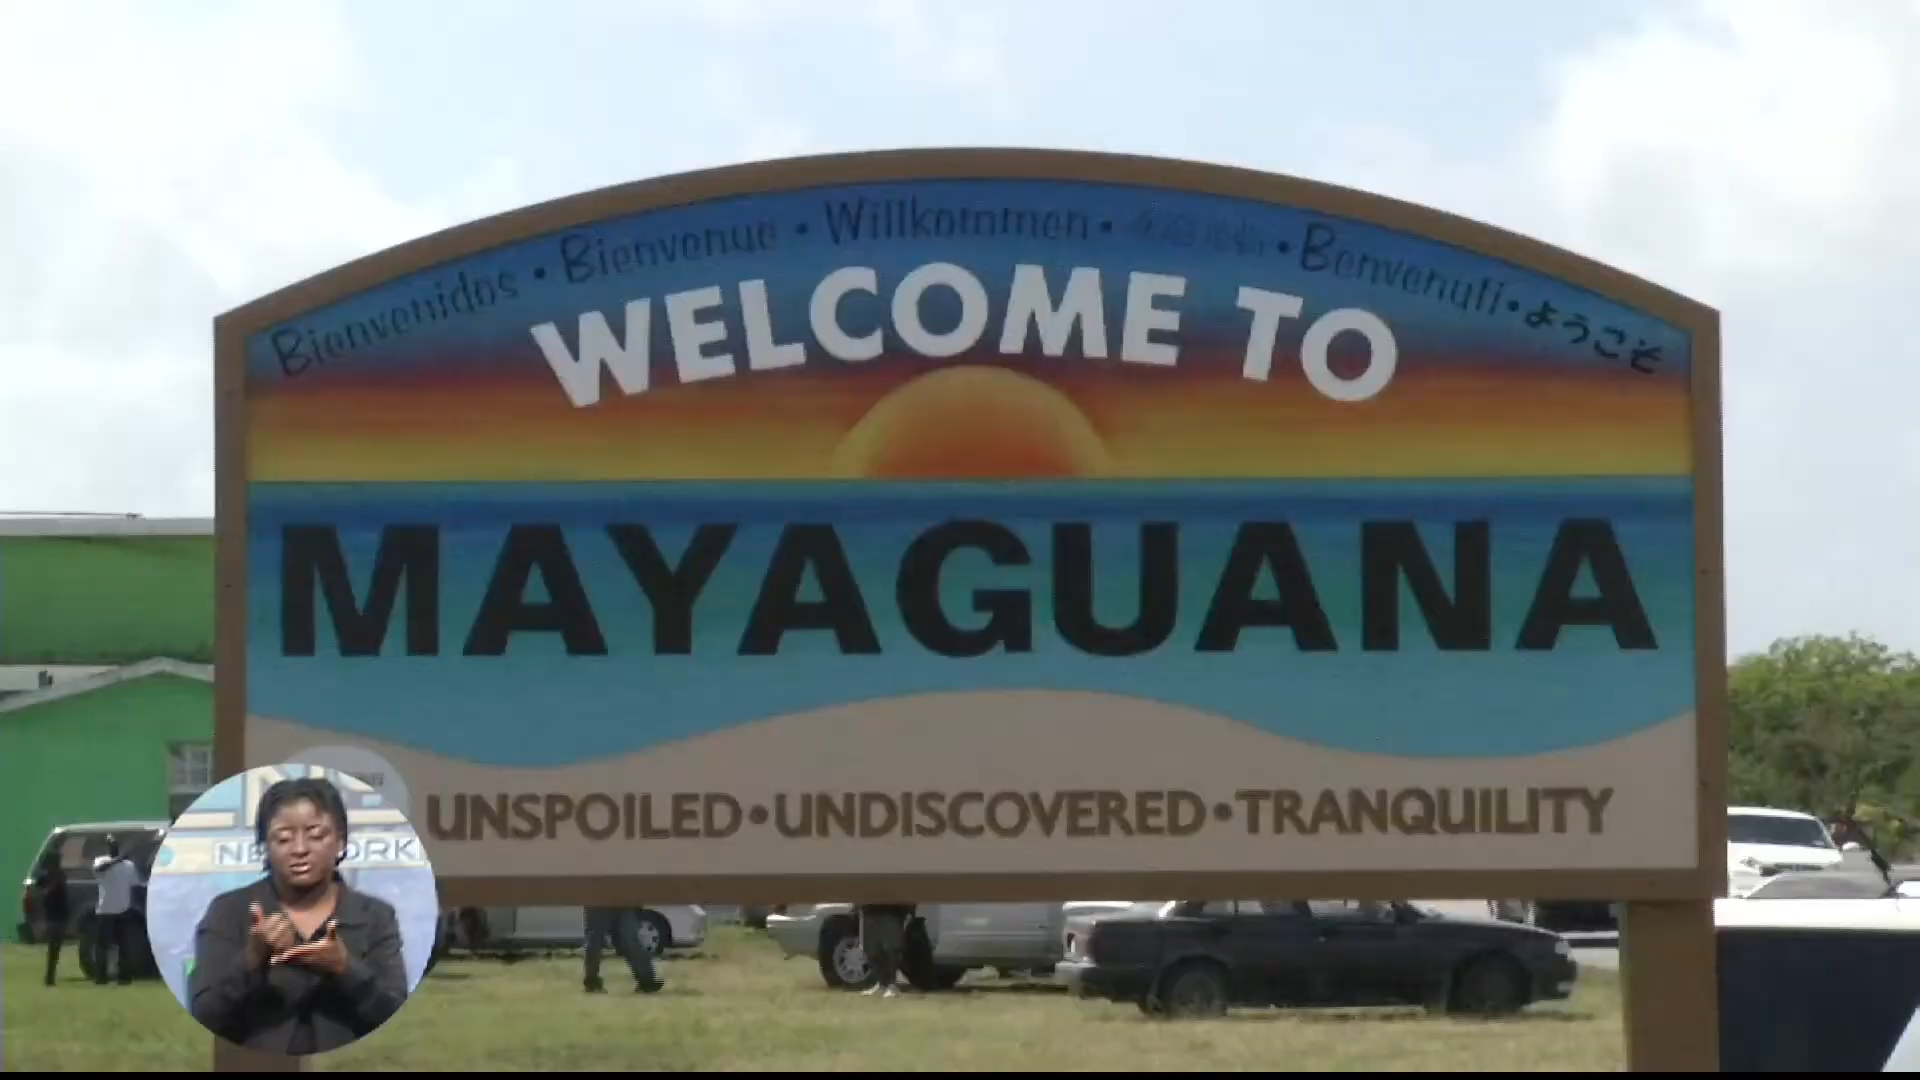 Bienvenidos • Bienvenue • Willkommen • • Benvenuti • ようこそ
WELCOME TO
MAYAGUANA
UNSPOILED • UNDISCOVERED • TRANQUILITY